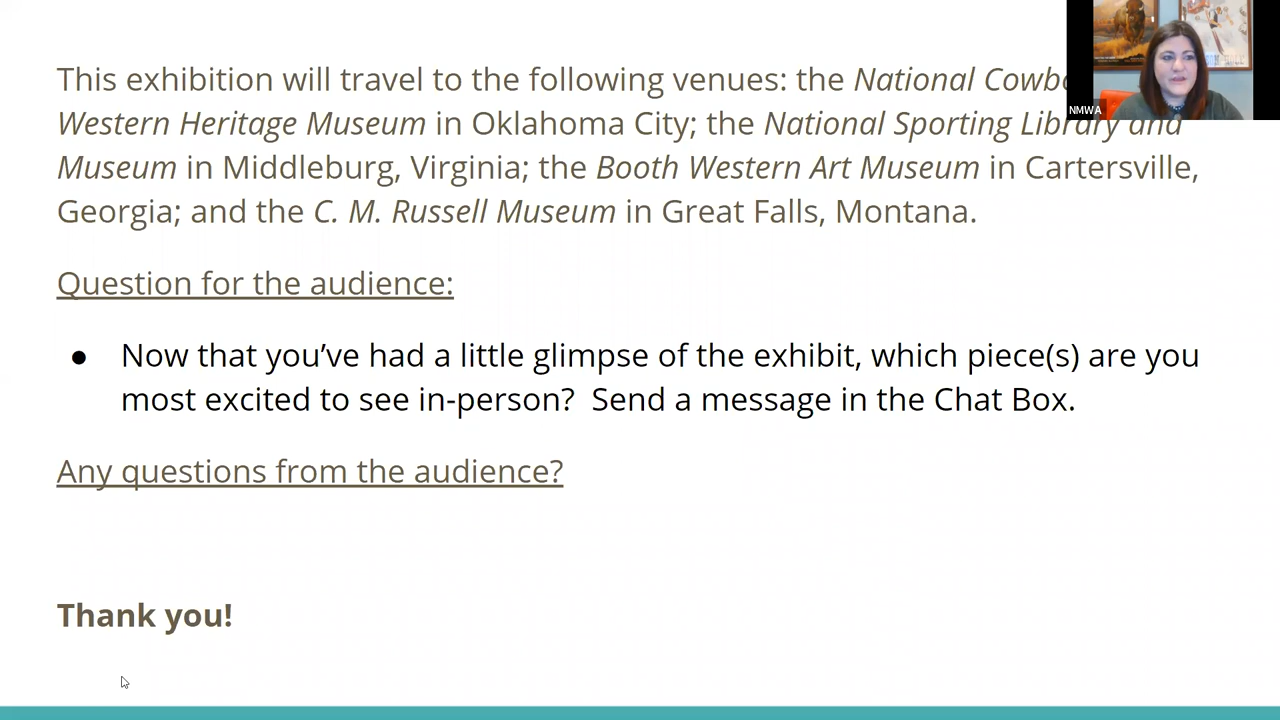 This exhibition will travel to the following venues: the National Cowb
NMWA
Western Heritage Museum in Oklahoma City; the National Sporting Library and
Museum in Middleburg, Virginia; the Booth Western Art Museum in Cartersville,
Georgia; and the C. M. Russell Museum in Great Falls, Montana.
Question for the audience:
● Now that you’ve had a little glimpse of the exhibit, which piece(s) are you
most excited to see in-person?  Send a message in the Chat Box.
Any questions from the audience?
Thank you!